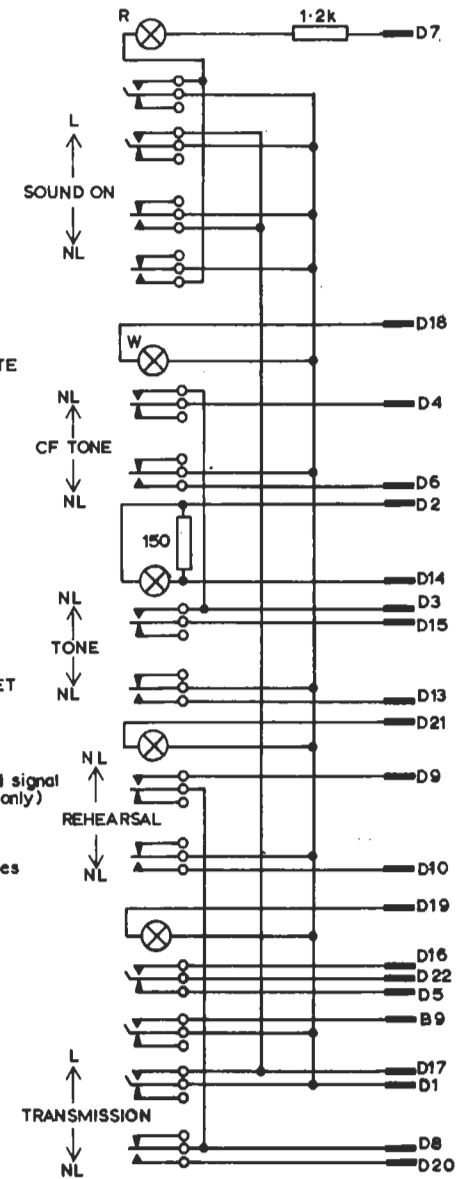 R
1·2k
D7
L
SOUND ON
NL
D18
W
TE
NL
D4
CF TONE
NL
D6
D2
150
D14
NL
D3
D15
TONE
NL
ET
D13
D21
NL
signal
only)
D9
REHEARSAL
NL
es
D10
D19
D16
D22
D5
B9
L
D17
D1
TRANSMISSION
NL
D8
D20